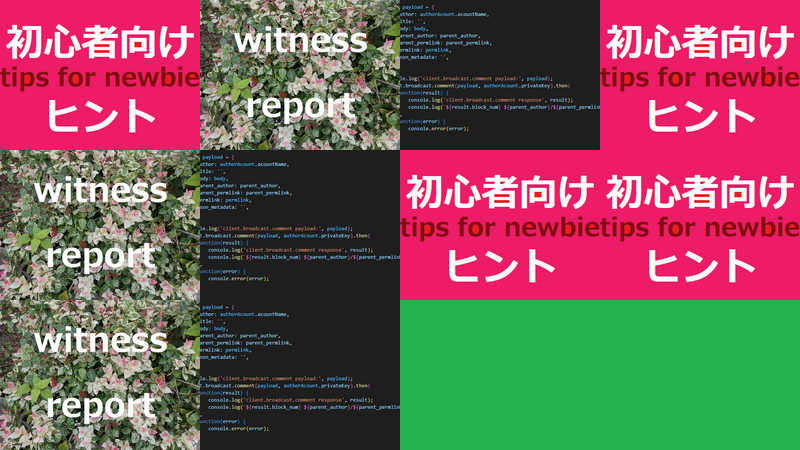 初心者向け
tips for newbie
ヒント
witness
report
payload = {
uthor: authorAcount.acountName,
itle: '',
ody: body,
arent_author: parent_author,
arent_permlink: parent_permlink,
ermlink: permlink,
son_metadata: '',
le.log('client.broadcast.comment payload:', payload);
t.broadcast.comment(payload, authorAcount.privateKey).then(
unction(result) {
console.log('client.broadcast.comment response', result);
console.log(`${result.block_num} ${parent_author}/${parent_permlin
unction(error) {
console.error(error);
初心者向け
tips for newbie
ヒント
witness
report
payload = {
uthor: authorAcount.acountName,
itle: '',
ody: body,
arent_author: parent_author,
arent_permlink: parent_permlink,
ermlink: permlink,
son_metadata: '',
le.log('client.broadcast.comment payload:', payload);
t.broadcast.comment(payload, authorAcount.privateKey).then(
unction(result) {
console.log('client.broadcast.comment response', result);
console.log(`${result.block_num} ${parent_author}/${parent_permlin
unction(error) {
console.error(error);
初心者向け
tips for newbie
ヒント
初心者向け
tips for newbie
ヒント
witness
report
payload = {
uthor: authorAcount.acountName,
itle: '',
ody: body,
arent_author: parent_author,
arent_permlink: parent_permlink,
ermlink: permlink,
son_metadata: '',
le.log('client.broadcast.comment payload:', payload);
t.broadcast.comment(payload, authorAcount.privateKey).then(
unction(result) {
console.log('client.broadcast.comment response', result);
console.log(`${result.block_num} ${parent_author}/${parent_permlin
unction(error) {
console.error(error);